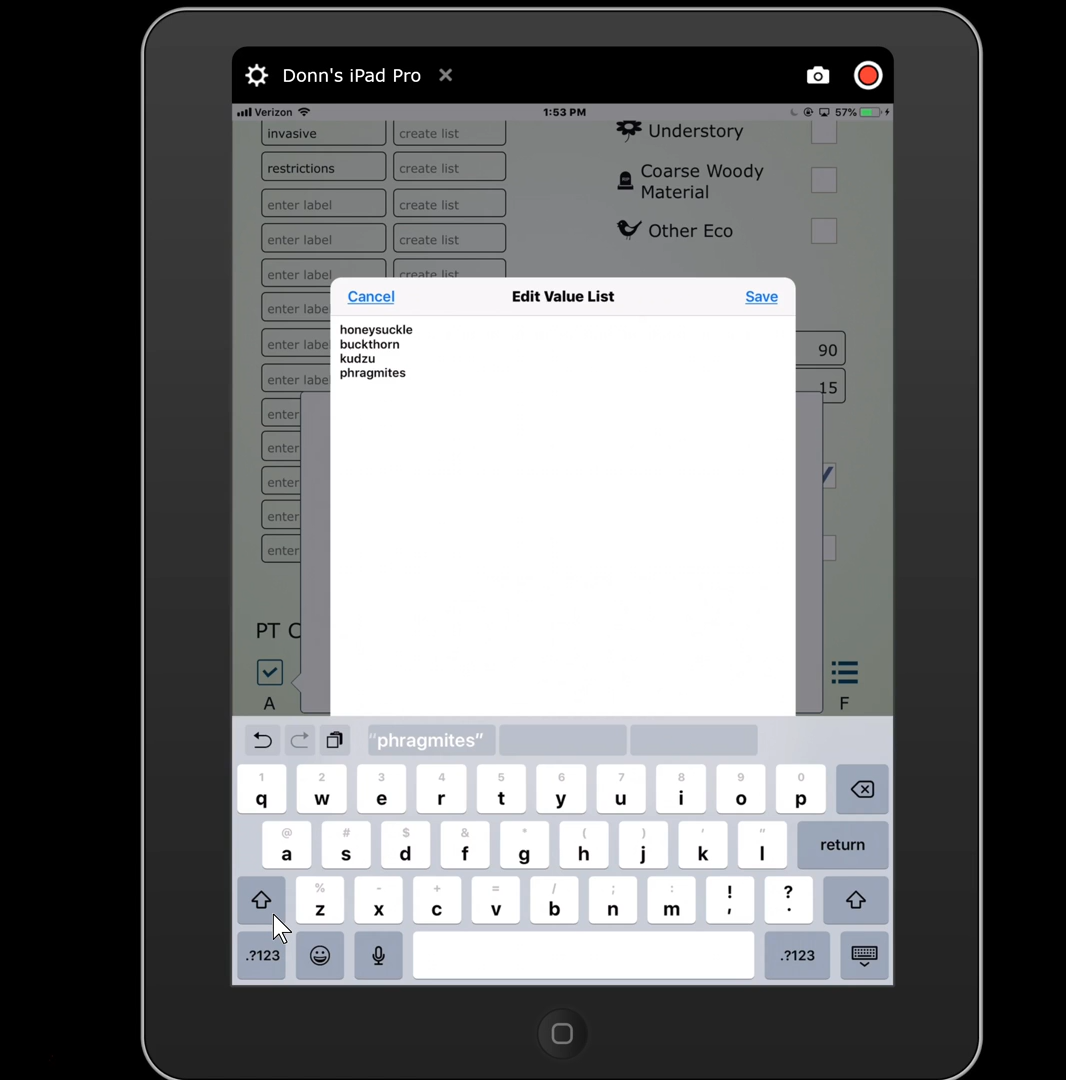 Donn's iPad Pro
Verizon 1:53 PM 57%
invasive create list
restrictions create list
enter label create list
enter label create list
enter label create list
enter labe
enter labe
enter labe
enter
enter
enter
enter
enter
Understory
Coarse Woody
Material
Other Eco
90
15
Cancel Edit Value List Save
honeysuckle
buckthorn
kudzu
phragmites
PT C
A F
"phragmites"
1 2 3 4 5 6 7 8 9 0
q w e r t y u i o p
@ # $ & * ( ) ' "
a s d f g h j k l return
% - + = / ; : ! ?
z x c v b n m , .
.?123 .?123